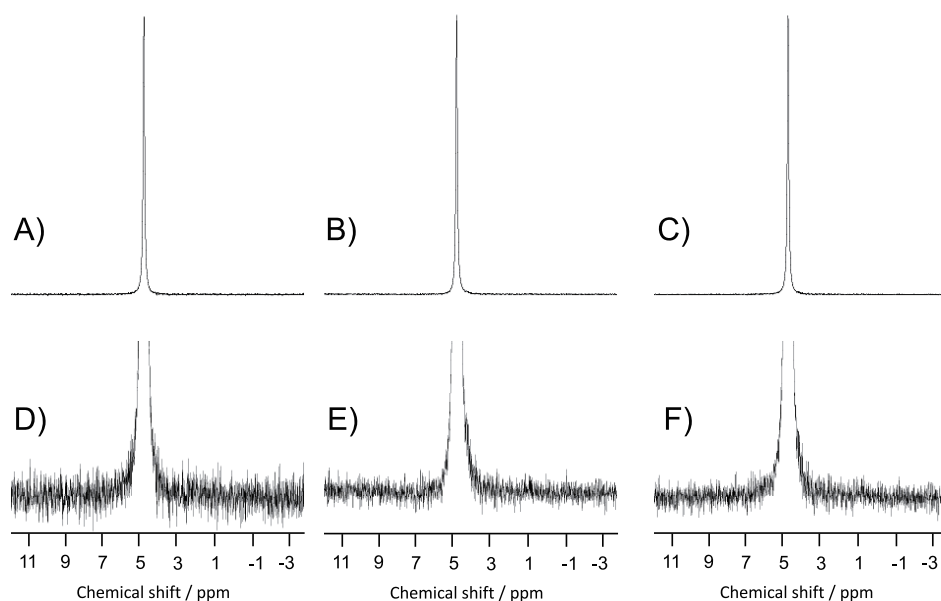 A) B) C)
D) E) F)
11 9 7 5 3 1 -1 -3 11 9 7 5 3 1 -1 -3 11 9 7 5 3 1 -1 -3
Chemical shift / ppm Chemical shift / ppm Chemical shift / ppm